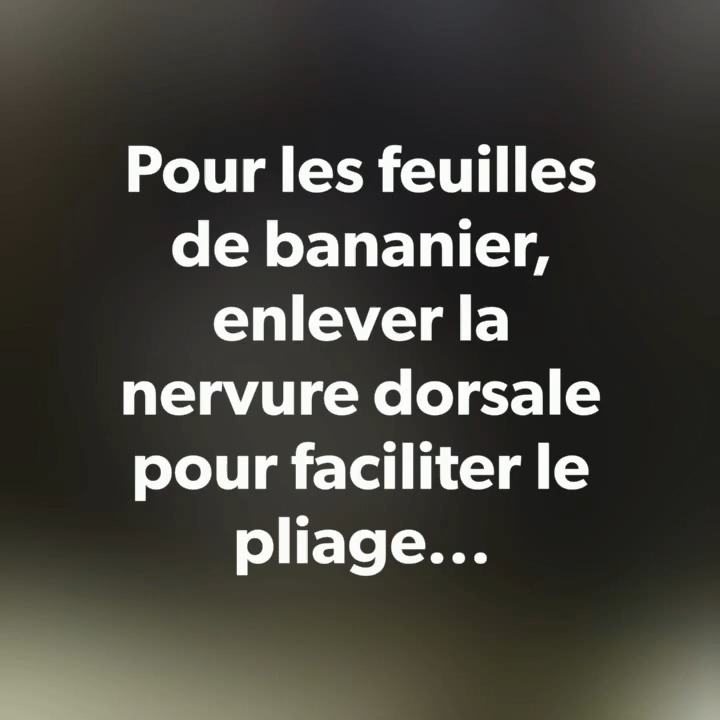 Pour les feuilles
de bananier,
enlever la
nervure dorsale
pour faciliter le
pliage...